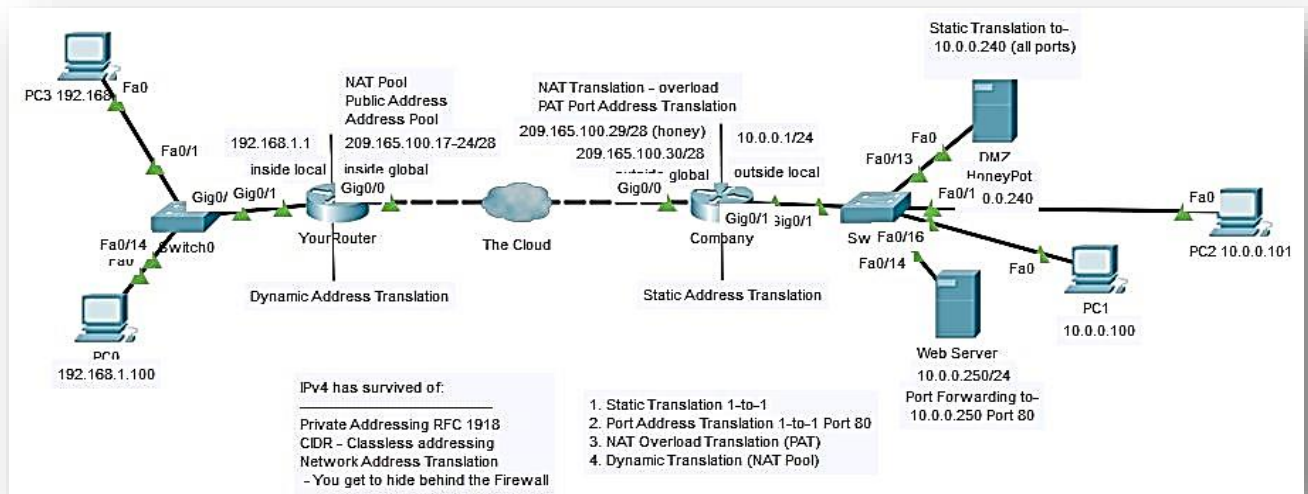 Static Translation to-
10.0.0.240 (all ports)
PC3 192.168
Fa0
Fa0/1
NAT Pool
Public Address
Address Pool
209.165.100.17-24/28
inside global
192.168.1.1
inside local
Gig0/
Gig0/1
Gig0/0
NAT Translation - overload
PAT Port Address Translation
209.165.100.29/28 (honey)
209.165.100.30/28
outside global
10.0.0.1/24
outside local
Gig0/0
Gig0/1
Gig0/1
Fa0
Fa0/13
DMZ
HoneyPot
0.0.240
Fa0/1
Fa0
PC2 10.0.0.101
Switch0
Fa0/14
Fa0
YourRouter
The Cloud
Company
Sw
Fa0/16
Fa0/14
Fa0
PC1
10.0.0.100
Dynamic Address Translation
Static Address Translation
PC0
192.168.1.100
Web Server
10.0.0.250/24
Port Forwarding to-
10.0.0.250 Port 80
IPv4 has survived of:
Private Addressing RFC 1918
CIDR - Classless addressing
Network Address Translation
- You get to hide behind the Firewall
1. Static Translation 1-to-1
2. Port Address Translation 1-to-1 Port 80
3. NAT Overload Translation (PAT)
4. Dynamic Translation (NAT Pool)